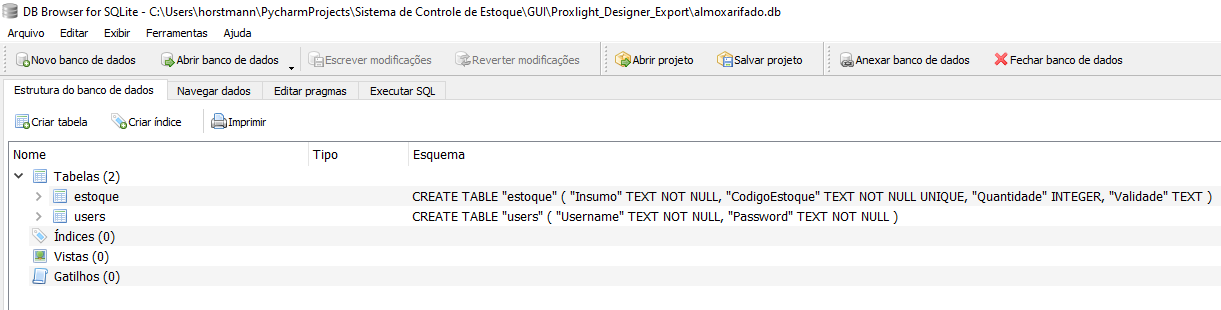 DB Browser for SQLite - C:\Users\horstmann\PycharmProjects\Sistema de Controle de Estoque\GUI\Proxlight_Designer_Export\almoxarifado.db
Arquivo Editar Exibir Ferramentas Ajuda
Novo banco de dados Abrir banco de dados Escrever modificações Reverter modificações Abrir projeto Salvar projeto Anexar banco de dados Fechar banco de dados
Estrutura do banco de dados Navegar dados Editar pragmas Executar SQL
Criar tabela Criar índice Imprimir
Nome Tipo Esquema
Tabelas (2)
estoque CREATE TABLE "estoque" ( "Insumo" TEXT NOT NULL, "CodigoEstoque" TEXT NOT NULL UNIQUE, "Quantidade" INTEGER, "Validade" TEXT )
users CREATE TABLE "users" ( "Username" TEXT NOT NULL, "Password" TEXT NOT NULL )
Índices (0)
Vistas (0)
Gatilhos (0)